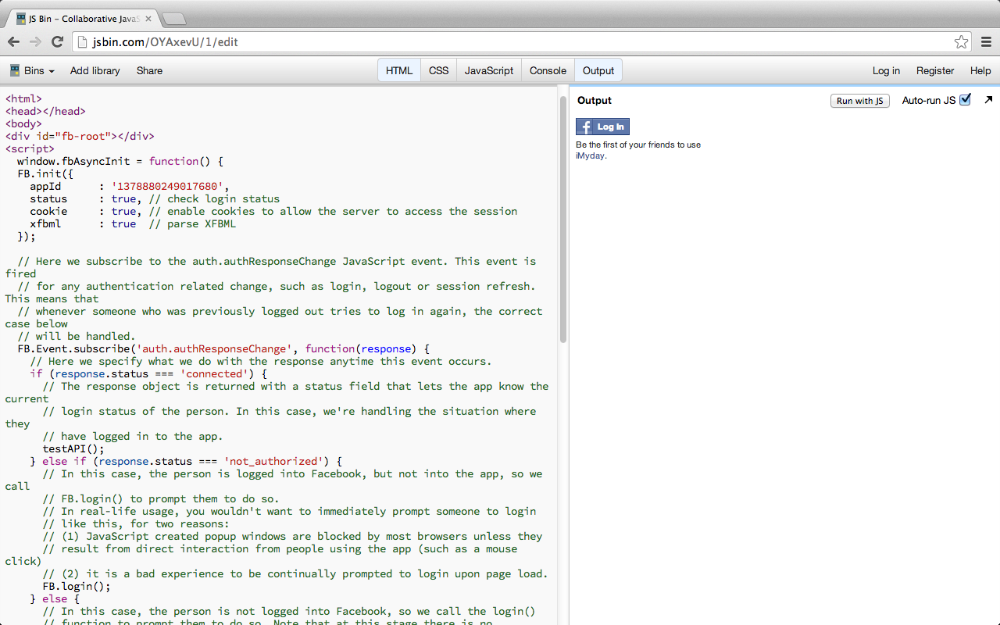 JS Bin - Collaborative JavaS
jsbin.com/OYAxevU/1/edit
Bins Add library Share HTML CSS JavaScript Console Output Log in Register Help
<html>
<head></head>
<body>
<div id="fb-root"></div>
<script>
  window.fbAsyncInit = function() {
  FB.init({
    appId      : '1378880249017680',
    status     : true, // check login status
    cookie     : true, // enable cookies to allow the server to access the session
    xfbml      : true  // parse XFBML
  });
  // Here we subscribe to the auth.authResponseChange JavaScript event. This event is
fired
  // for any authentication related change, such as login, logout or session refresh.
This means that
  // whenever someone who was previously logged out tries to log in again, the correct
case below
  // will be handled.
  FB.Event.subscribe('auth.authResponseChange', function(response) {
    // Here we specify what we do with the response anytime this event occurs.
    if (response.status === 'connected') {
      // The response object is returned with a status field that lets the app know the
current
      // login status of the person. In this case, we're handling the situation where
they
      // have logged in to the app.
      testAPI();
    } else if (response.status === 'not_authorized') {
      // In this case, the person is logged into Facebook, but not into the app, so we
call
      // FB.login() to prompt them to do so.
      // In real-life usage, you wouldn't want to immediately prompt someone to login
      // like this, for two reasons:
      // (1) JavaScript created popup windows are blocked by most browsers unless they
      // result from direct interaction from people using the app (such as a mouse
click)
      // (2) it is a bad experience to be continually prompted to login upon page load.
      FB.login();
    } else {
      // In this case, the person is not logged into Facebook, so we call the login()
      // function to prompt them to do so. Note that at this stage there is no
Output Run with JS Auto-run JS
f Log In
Be the first of your friends to use
iMyday.